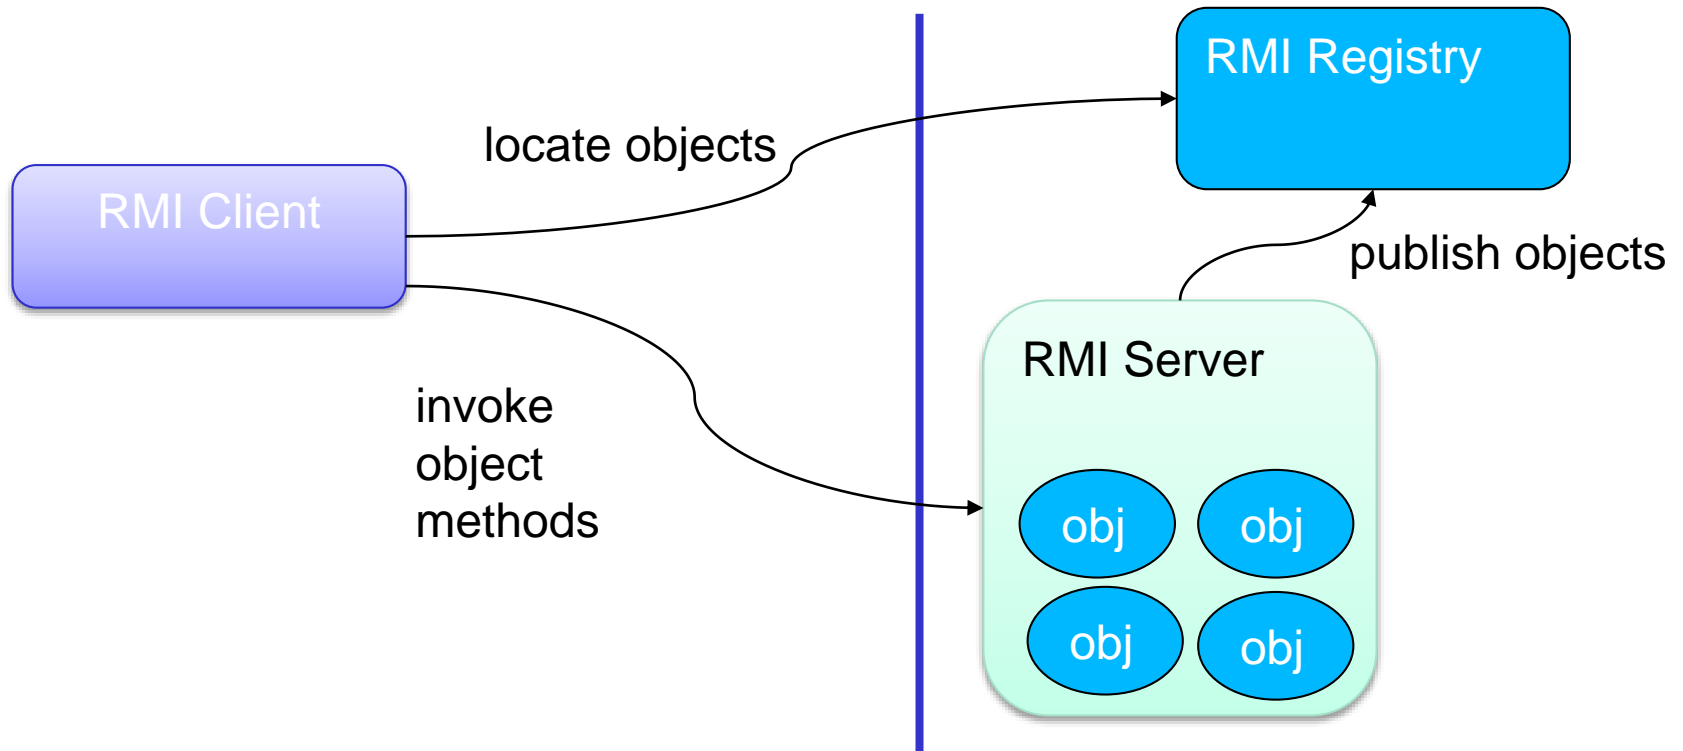 RMI Registry
locate objects
RMI Client
publish objects
RMI Server
invoke
object
methods
obj
obj
obj
obj